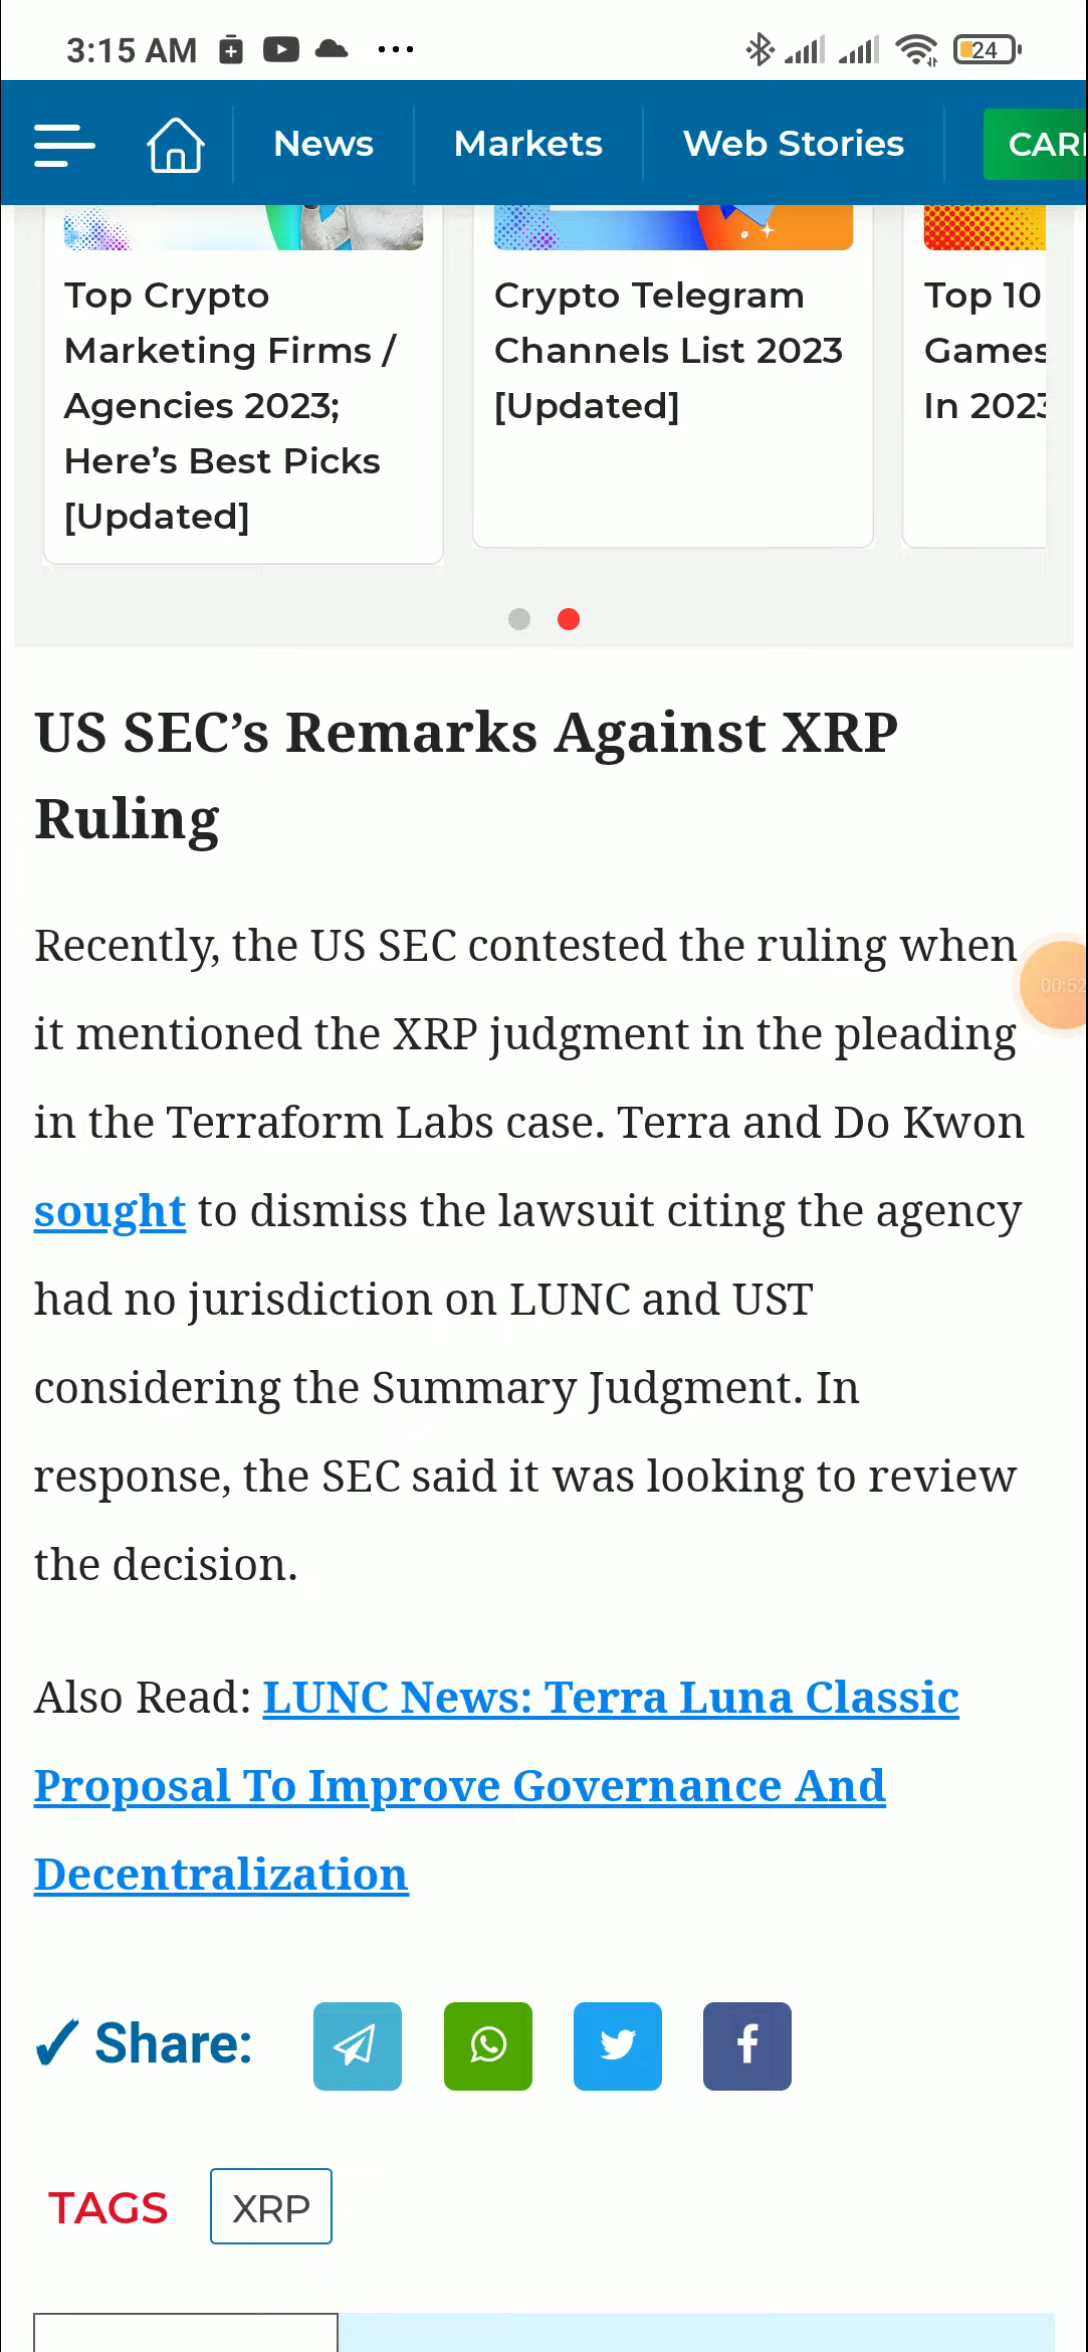 3:15 AM
24
News Markets Web Stories
Top Crypto
Marketing Firms /
Agencies 2023;
Here’s Best Picks
[Updated]
Crypto Telegram
Channels List 2023
[Updated]
Top 10
Games
In 2023
US SEC’s Remarks Against XRP
Ruling
Recently, the US SEC contested the ruling when
it mentioned the XRP judgment in the pleading
in the Terraform Labs case. Terra and Do Kwon
sought to dismiss the lawsuit citing the agency
had no jurisdiction on LUNC and UST
considering the Summary Judgment. In
response, the SEC said it was looking to review
the decision.
00:52
Also Read: LUNC News: Terra Luna Classic
Proposal To Improve Governance And
Decentralization
Share:
TAGS XRP